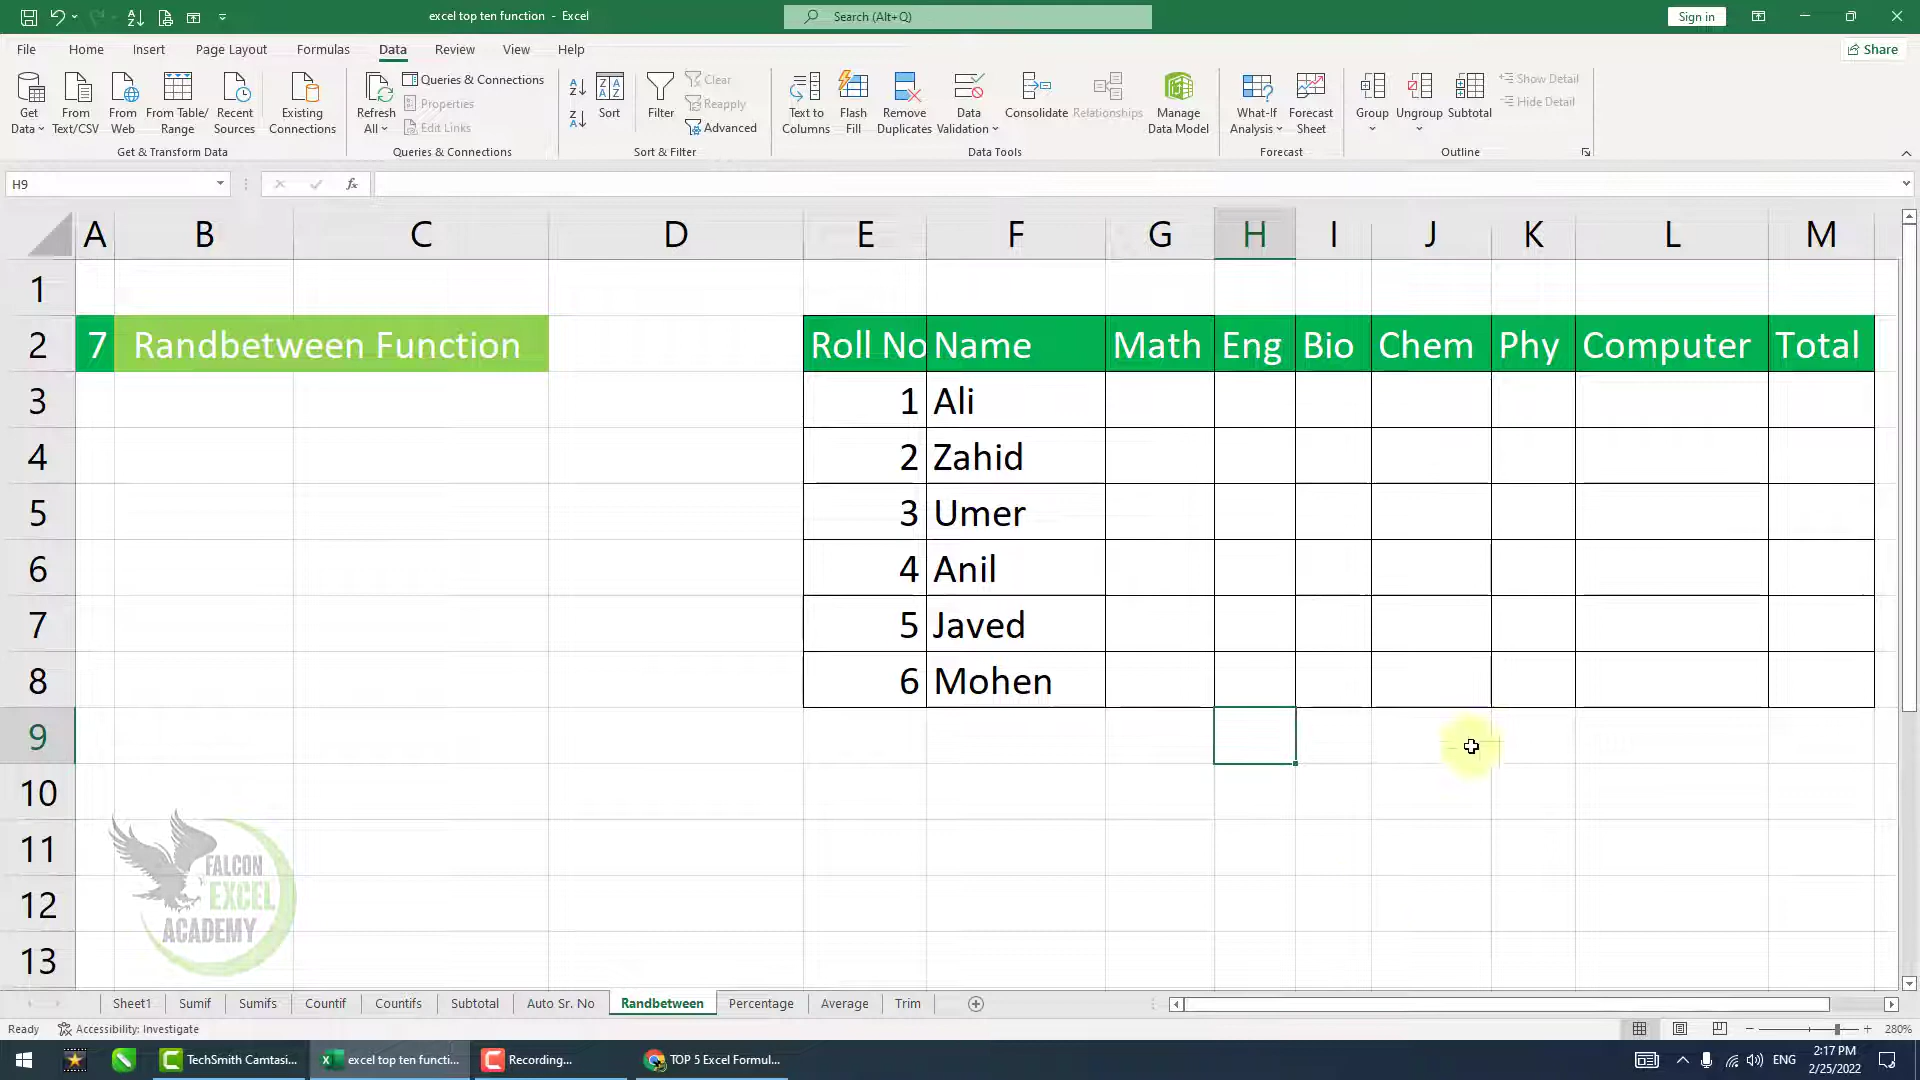 excel top ten function - Excel
Search (Alt+Q)
Sign in
File Home Insert Page Layout Formulas Data Review View Help
Share
Get Data
From Text/CSV
From Web
From Table/ Range
Recent Sources
Existing Connections
Get & Transform Data
Refresh All
Queries & Connections
Properties
Edit Links
Queries & Connections
Sort
Filter
Clear
Reapply
Advanced
Sort & Filter
Text to Columns
Flash Fill
Remove Duplicates
Data Validation
Consolidate
Relationships
Manage Data Model
Data Tools
What-If Analysis
Forecast Sheet
Forecast
Group
Ungroup
Subtotal
Show Detail
Hide Detail
Outline
H9
fx
A B C D E F G H I J K L M
1
2 7 Randbetween Function Roll No Name Math Eng Bio Chem Phy Computer Total
3 1 Ali
4 2 Zahid
5 3 Umer
6 4 Anil
7 5 Javed
8 6 Mohen
9
10
11
12
13
FALCON
EXCEL
ACADEMY
Sheet1 Sumif Sumifs Countif Countifs Subtotal Auto Sr. No Randbetween Percentage Average Trim
Ready Accessibility: Investigate 280%
TechSmith Camtasi... excel top ten functi... Recording... TOP 5 Excel Formul... ENG
2:17 PM
2/25/2022